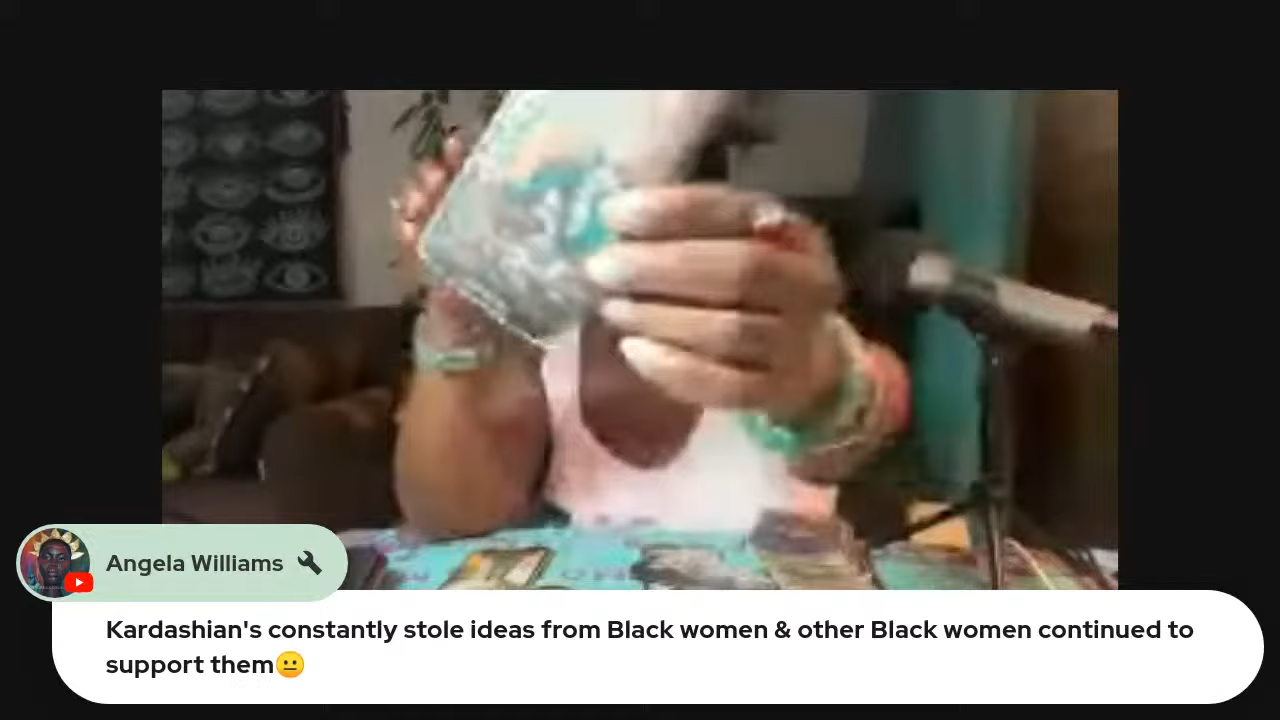 Angela Williams
Kardashian's constantly stole ideas from Black women & other Black women continued to
support them😐